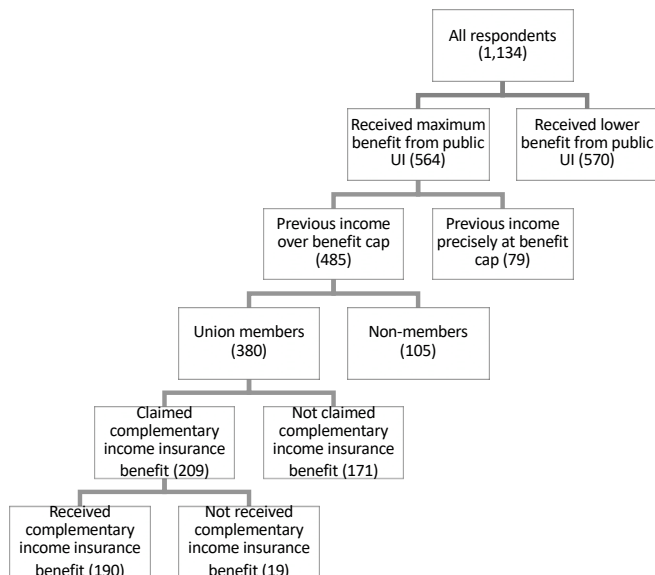 All respondents
(1,134)
Received maximum
benefit from public
UI (564)
Received lower
benefit from public
UI (570)
Previous income
over benefit cap
(485)
Previous income
precisely at benefit
cap (79)
Union members
(380)
Non-members
(105)
Claimed
complementary
income insurance
benefit (209)
Not claimed
complementary
income insurance
benefit (171)
Received
complementary
income insurance
benefit (190)
Not received
complementary
income insurance
benefit (19)